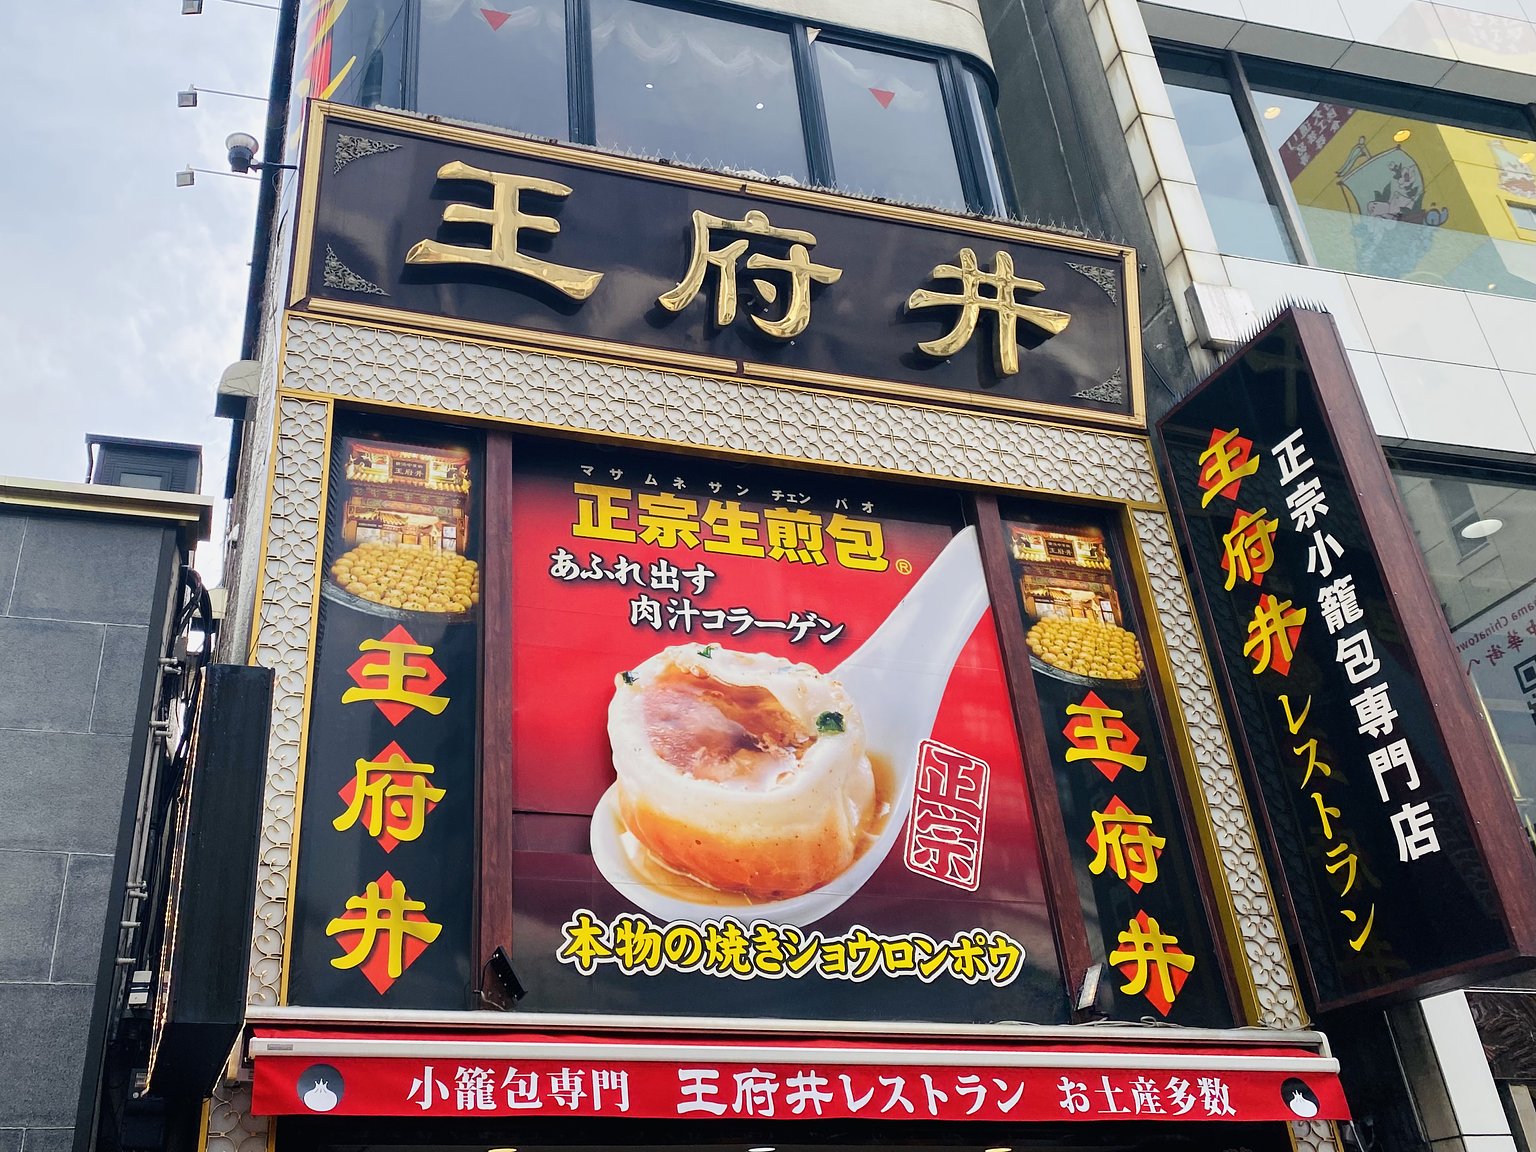 王府井
マサムネサンチェンパオ
正宗生煎包®
あふれ出す
肉汁コラーゲン
正宗
本物の焼きショウロンポウ
王府井
王府井
王府井
王府井
王府井レストラン
正宗小籠包専門店
小籠包専門 王府井レストラン お土産多数